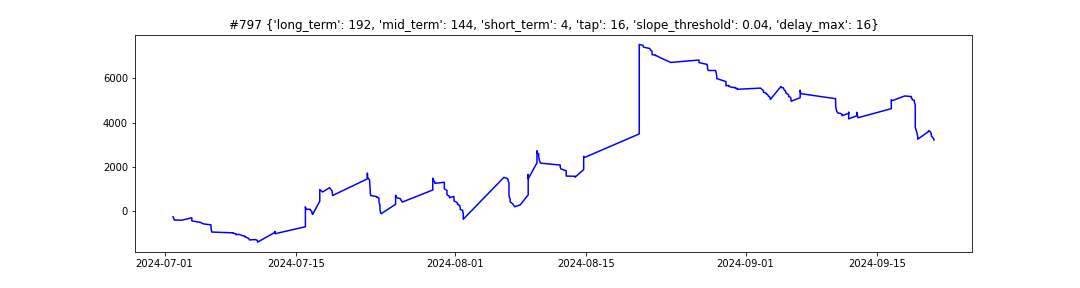 #797 {'long_term': 192, 'mid_term': 144, 'short_term': 4, 'tap': 16, 'slope_threshold': 0.04, 'delay_max': 16}
6000
4000
2000
0
2024-07-01 2024-07-15 2024-08-01 2024-08-15 2024-09-01 2024-09-15